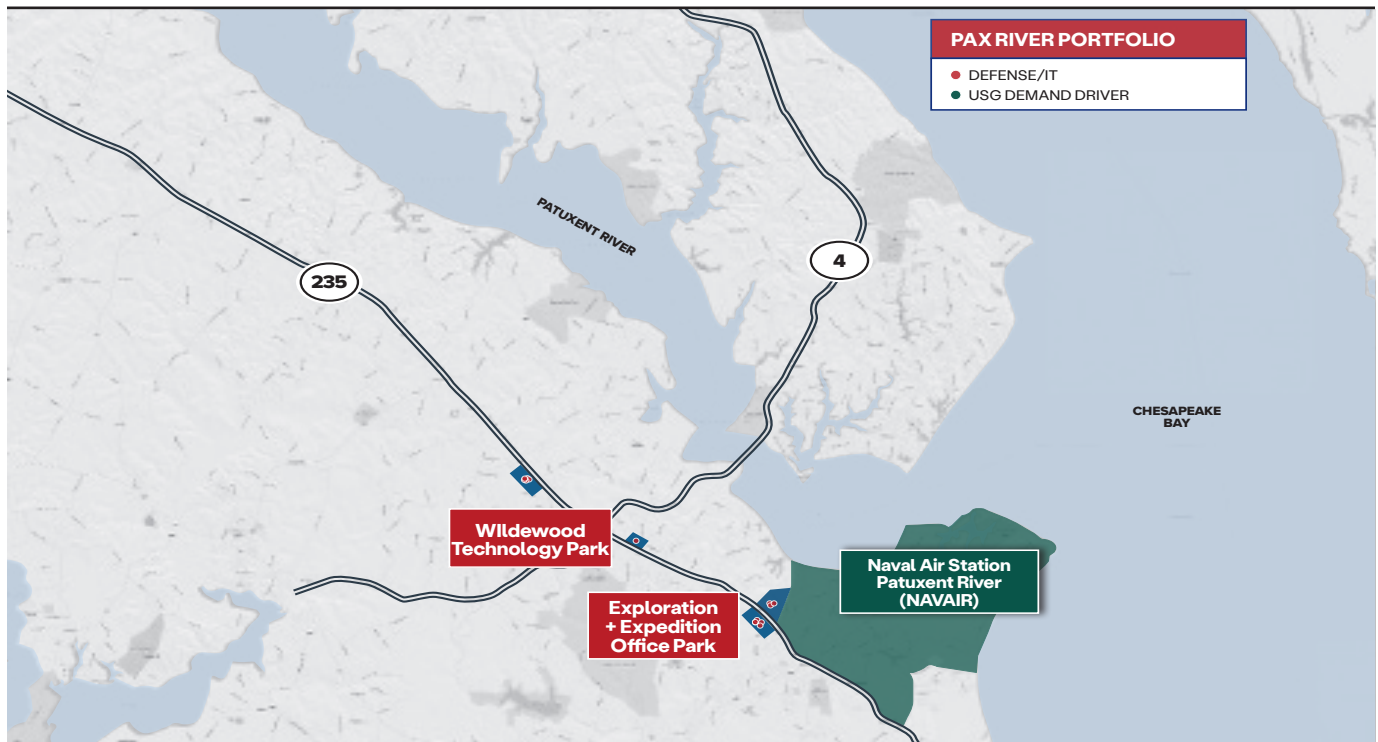 PAX RIVER PORTFOLIO
DEFENSE/IT
USG DEMAND DRIVER
PATUXENT RIVER
4
235
CHESAPEAKE
BAY
WIldewood
Technology Park
Naval Air Station
Patuxent River
(NAVAIR)
Exploration
+ Expedition
Office Park